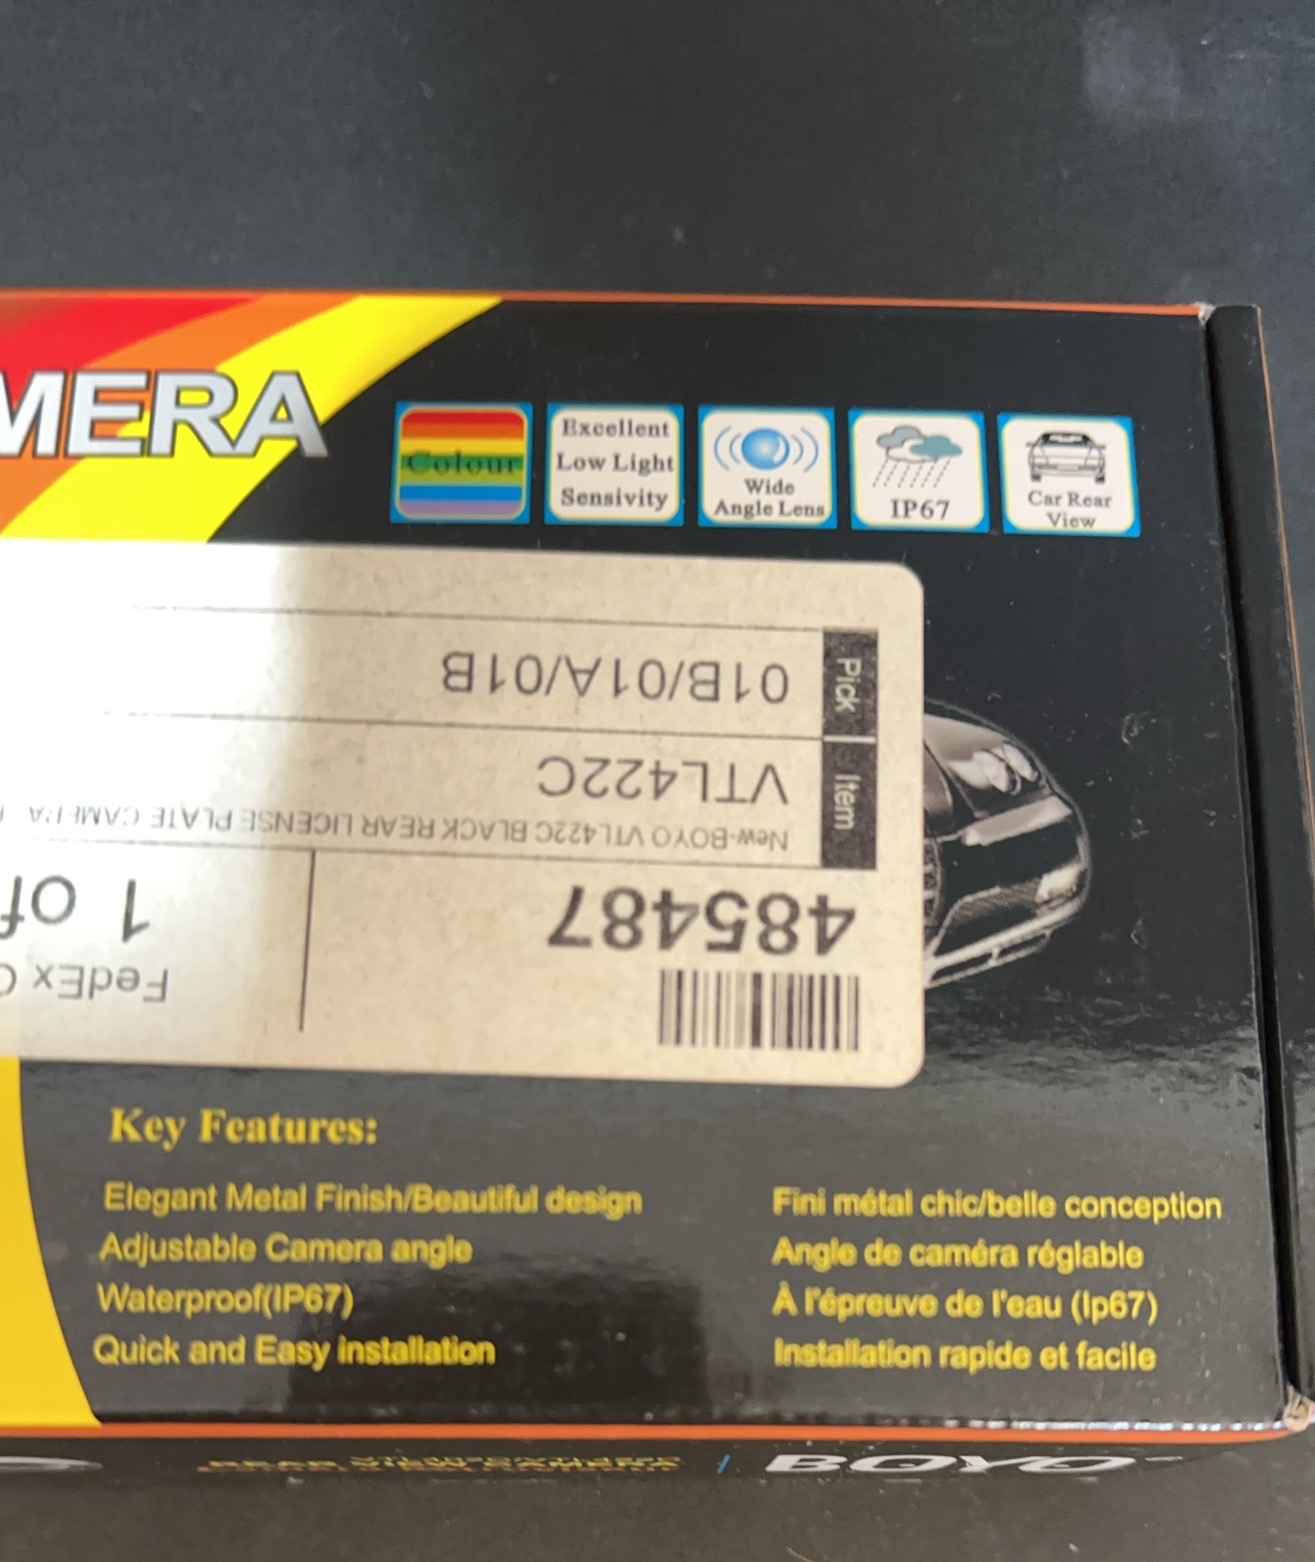 MERA
Colour
Excellent
Low Light
Sensivity
Wide
Angle Lens
IP67
Car Rear
View
485487
FedEx
1 of
New-BOYO VTL422C BLACK REAR LICENSE PLATE CAMERA
Item
VTL422C
Pick
01B/01A/01B
Key Features:
Elegant Metal Finish/Beautiful design
Adjustable Camera angle
Waterproof(IP67)
Quick and Easy installation
Fini métal chic/belle conception
Angle de caméra réglable
À l'épreuve de l'eau (Ip67)
Installation rapide et facile
BOYO